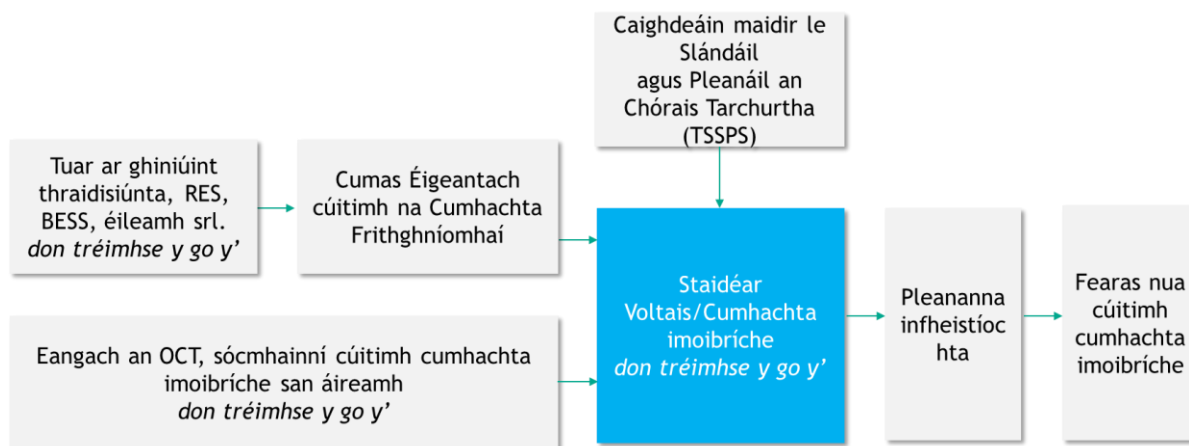 Caighdeáin maidir le
Slándáil
agus Pleanáil an
Chórais Tarchurtha
(TSSPS)
Tuar ar ghiniúint
thraidisiúnta, RES,
BESS, éileamh srl.
don tréimhse y go y’
Cumas Éigeantach
cúitimh na Cumhachta
Frithghníomhaí
Eangach an OCT, sócmhainní cúitimh cumhachta
imoibríche san áireamh
don tréimhse y go y’
Staidéar
Voltais/Cumhachta
imoibríche
don tréimhse y go y’
Pleananna
infheistíoc
hta
Fearas nua
cúitimh
cumhachta
imoibríche